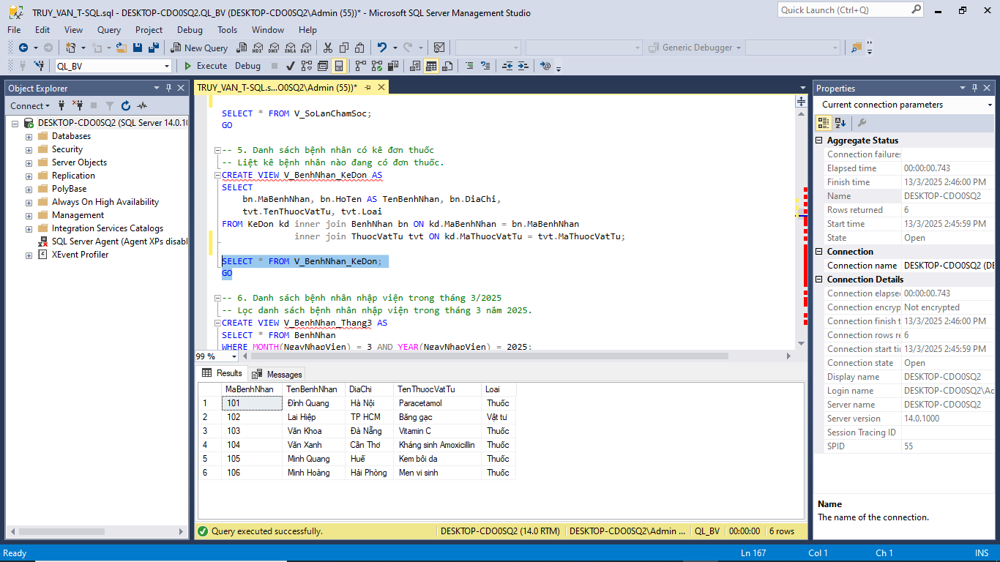 TRUY_VAN_T-SQL.sql - DESKTOP-CDO0SQ2.QL_BV (DESKTOP-CDO0SQ2\Admin (55))* - Microsoft SQL Server Management Studio
Quick Launch (Ctrl+Q)
File Edit View Query Project Debug Tools Window Help
New Query
MDX DMX XMLA DAX
Generic Debugger
QL_BV
Execute Debug
Object Explorer
Connect
DESKTOP-CDO0SQ2 (SQL Server 14.0.10
Databases
Security
Server Objects
Replication
PolyBase
Always On High Availability
Management
Integration Services Catalogs
SQL Server Agent (Agent XPs disabl
XEvent Profiler
TRUY_VAN_T-SQL.s...O0SQ2\Admin (55))*
SELECT * FROM V_SoLanChamSoc;
GO
-- 5. Danh sách bệnh nhân có kê đơn thuốc
-- Liệt kê bệnh nhân nào đang có đơn thuốc.
CREATE VIEW V_BenhNhan_KeDon AS
SELECT
bn.MaBenhNhan, bn.HoTen AS TenBenhNhan, bn.DiaChi,
tvt.TenThuocVatTu, tvt.Loai
FROM KeDon kd inner join BenhNhan bn ON kd.MaBenhNhan = bn.MaBenhNhan
inner join ThuocVatTu tvt ON kd.MaThuocVatTu = tvt.MaThuocVatTu;
SELECT * FROM V_BenhNhan_KeDon;
GO
-- 6. Danh sách bệnh nhân nhập viện trong tháng 3/2025
-- Lọc danh sách bệnh nhân nhập viện trong tháng 3 năm 2025.
CREATE VIEW V_BenhNhan_Thang3 AS
SELECT * FROM BenhNhan
WHERE MONTH(NgayNhapVien) = 3 AND YEAR(NgayNhapVien) = 2025;
99 %
Results Messages
MaBenhNhan TenBenhNhan DiaChi TenThuocVatTu Loai
1 101 Đình Quang Hà Nội Paracetamol Thuốc
2 102 Lai Hiệp TP HCM Băng gạc Vật tư
3 103 Văn Khoa Đà Nẵng Vitamin C Thuốc
4 104 Văn Xanh Cần Thơ Kháng sinh Amoxicillin Thuốc
5 105 Minh Quang Huế Kem bôi da Thuốc
6 106 Minh Hoàng Hải Phòng Men vi sinh Thuốc
Query executed successfully.
DESKTOP-CDO0SQ2 (14.0 RTM) DESKTOP-CDO0SQ2\Admin ... QL_BV 00:00:00 6 rows
Properties
Current connection parameters
Aggregate Status
Connection failures
Elapsed time 00:00:00.743
Finish time 13/3/2025 2:46:00 PM
Name DESKTOP-CDO0SQ2
Rows returned 6
Start time 13/3/2025 2:45:59 PM
State Open
Connection
Connection name DESKTOP-CDO0SQ2 (DE
Connection Details
Connection elapse 00:00:00.743
Connection encryp Not encrypted
Connection finish t 13/3/2025 2:46:00 PM
Connection rows re 6
Connection start tir 13/3/2025 2:45:59 PM
Connection state Open
Display name DESKTOP-CDO0SQ2
Login name DESKTOP-CDO0SQ2\Ad
Server name DESKTOP-CDO0SQ2
Server version 14.0.1000
Session Tracing ID
SPID 55
Name
The name of the connection.
Ready Ln 167 Col 1 Ch 1 INS